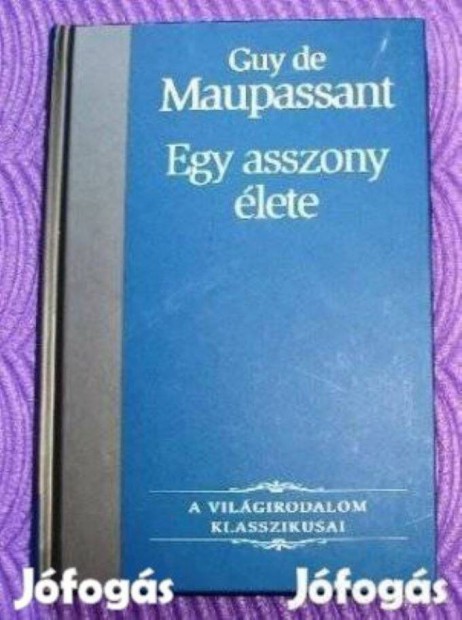 Guy de
Maupassant
Egy asszony
élete
A VILÁGIRODALOM
KLASSZIKUSAI
Jófogás Jófogás